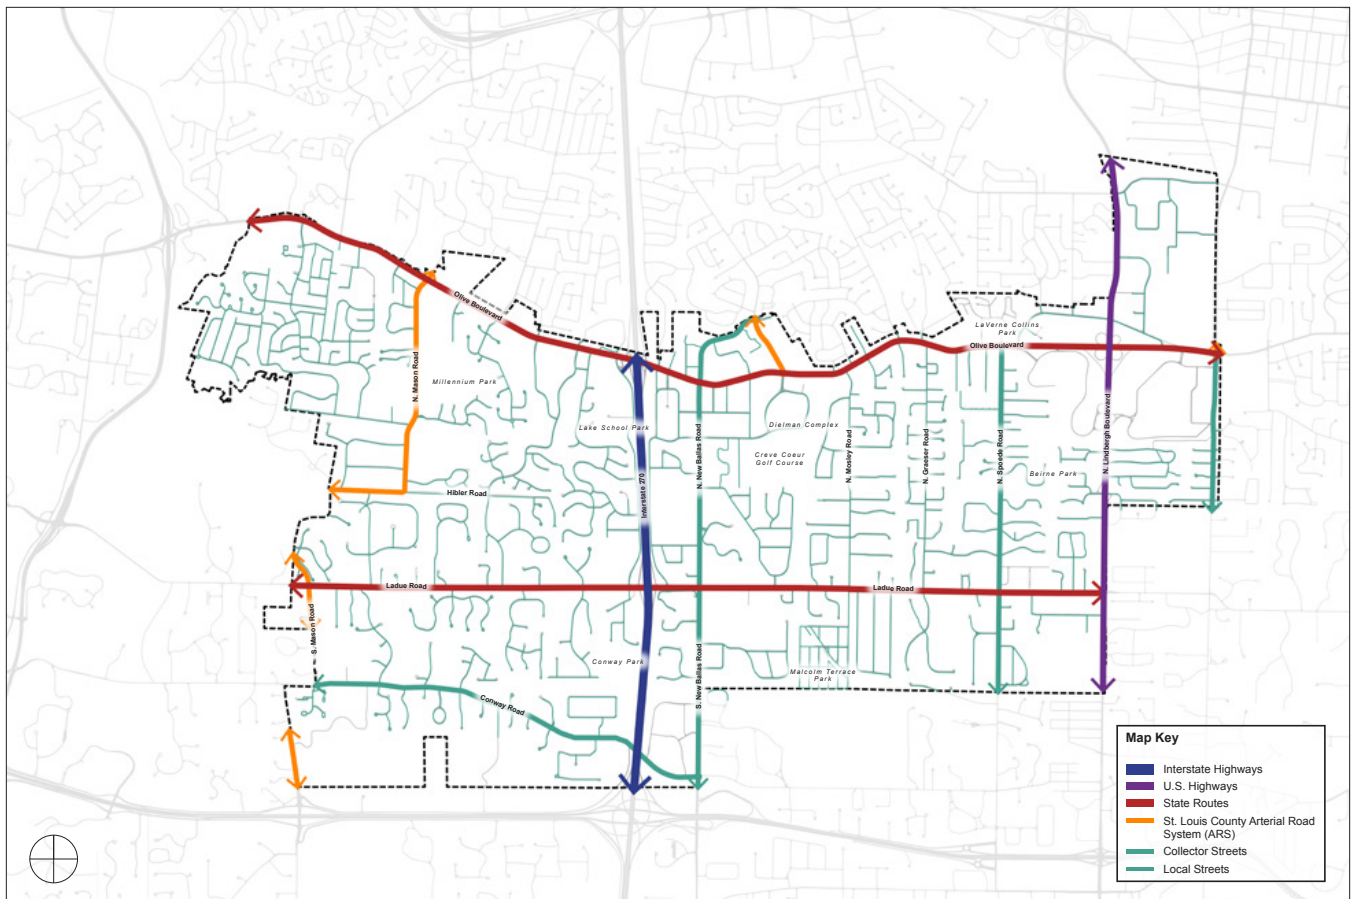 LaVerne Collins
Park
Olive Boulevard
Olive Boulevard
N. Mason Road
Millennium Park
Lake School Park
Dielman Complex
Creve Coeur
Golf Course
N. New Ballas Road
N. Mosley Road
N. Graeser Road
N. Spoede Road
N. Lindbergh Boulevard
Beirne Park
Interstate 270
Hibler Road
Ladue Road
Ladue Road
S. Mason Road
Conway Park
S. New Ballas Road
Malcolm Terrace
Park
Conway Road
Map Key
Interstate Highways
U.S. Highways
State Routes
St. Louis County Arterial Road
System (ARS)
Collector Streets
Local Streets